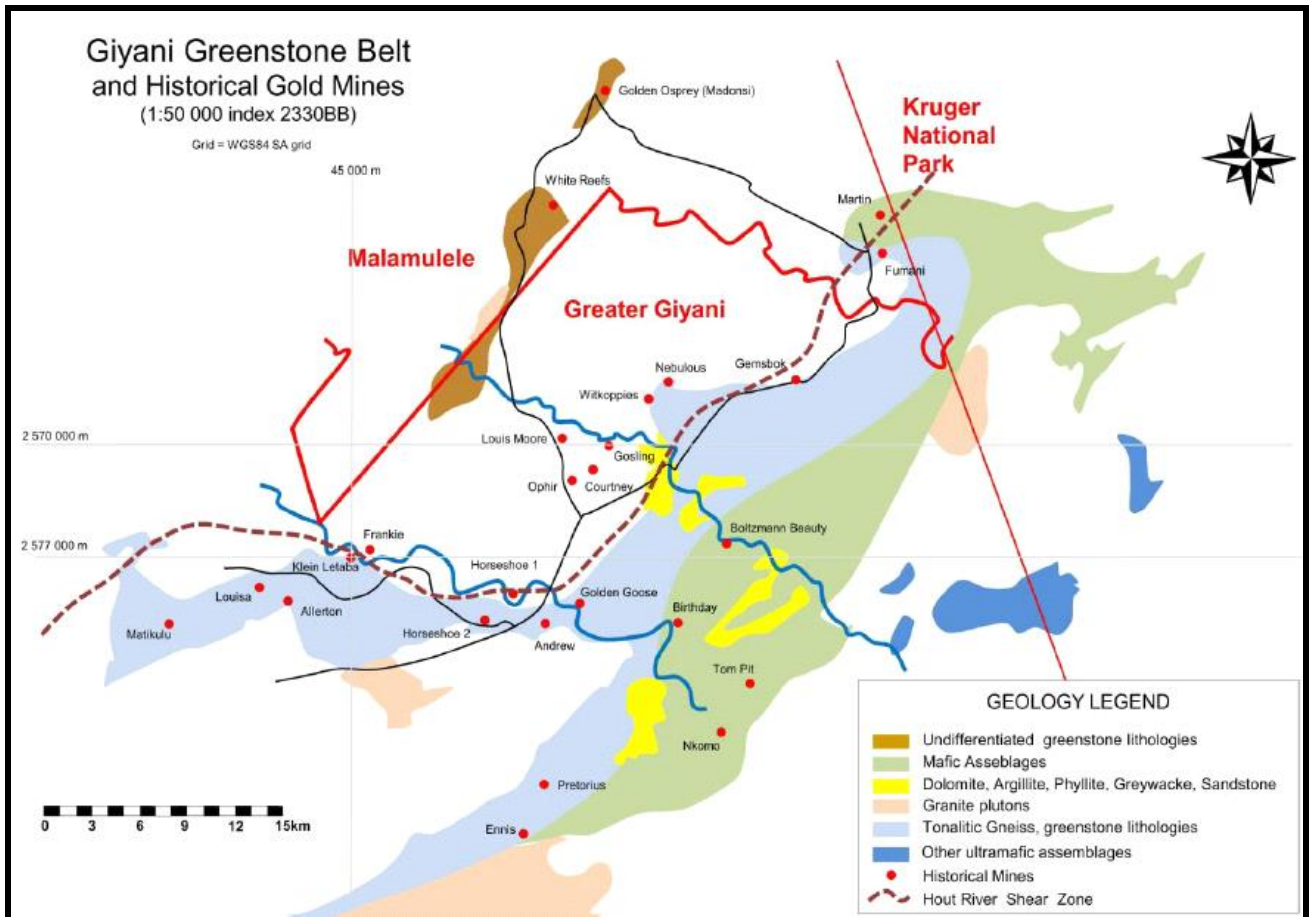 Giyani Greenstone Belt
and Historical Gold Mines
(1:50 000 index 2330BB)
Grid = WGS84 SA grid
45 000 m
Golden Osprey (Madonsi)
Kruger
National
Park
White Reefs
Martin
Malamulele
Fumani
Greater Giyani
Nebulous
Gemsbok
Witkoppies
2 570 000 m
Louis Moore
Gosling
Ophir
Courtney
Boltzmann Beauty
2 577 000 m
Frankie
Klein Letaba
Horseshoe 1
Louisa
Allerton
Golden Goose
Matikulu
Horseshoe 2
Andrew
Birthday
Tom Pit
Nkomo
Pretorius
Ennis
0 3 6 9 12 15km
GEOLOGY LEGEND
Undifferentiated greenstone lithologies
Mafic Asseblages
Dolomite, Argillite, Phyllite, Greywacke, Sandstone
Granite plutons
Tonalitic Gneiss, greenstone lithologies
Other ultramafic assemblages
Historical Mines
Hout River Shear Zone